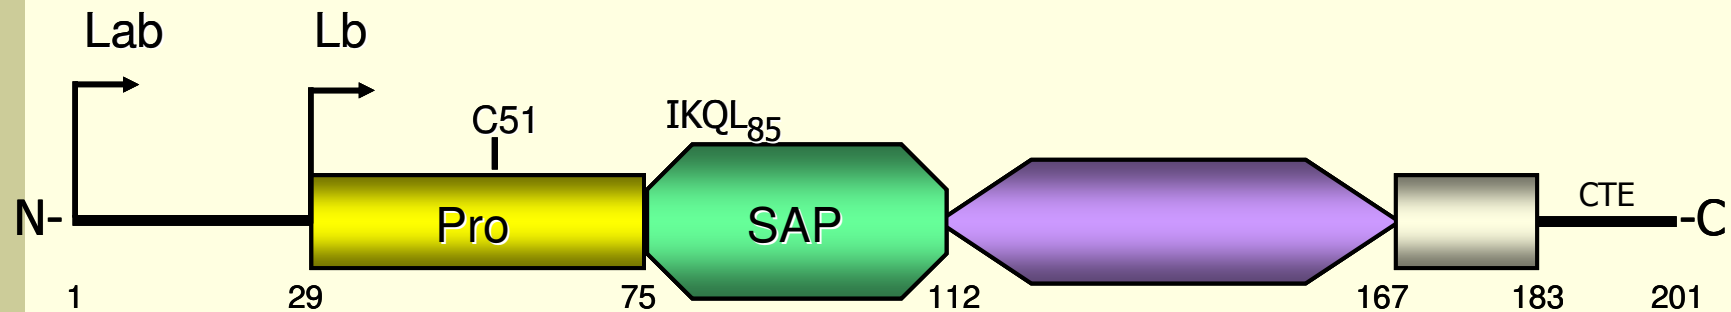 Lab Lb
C51 IKQL85
N- Pro SAP CTE -C
1 29 75 112 167 183 201